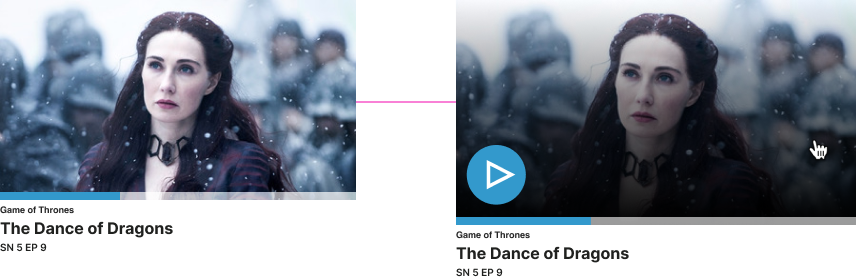 Game of Thrones
The Dance of Dragons
SN 5 EP 9
Game of Thrones
The Dance of Dragons
SN 5 EP 9